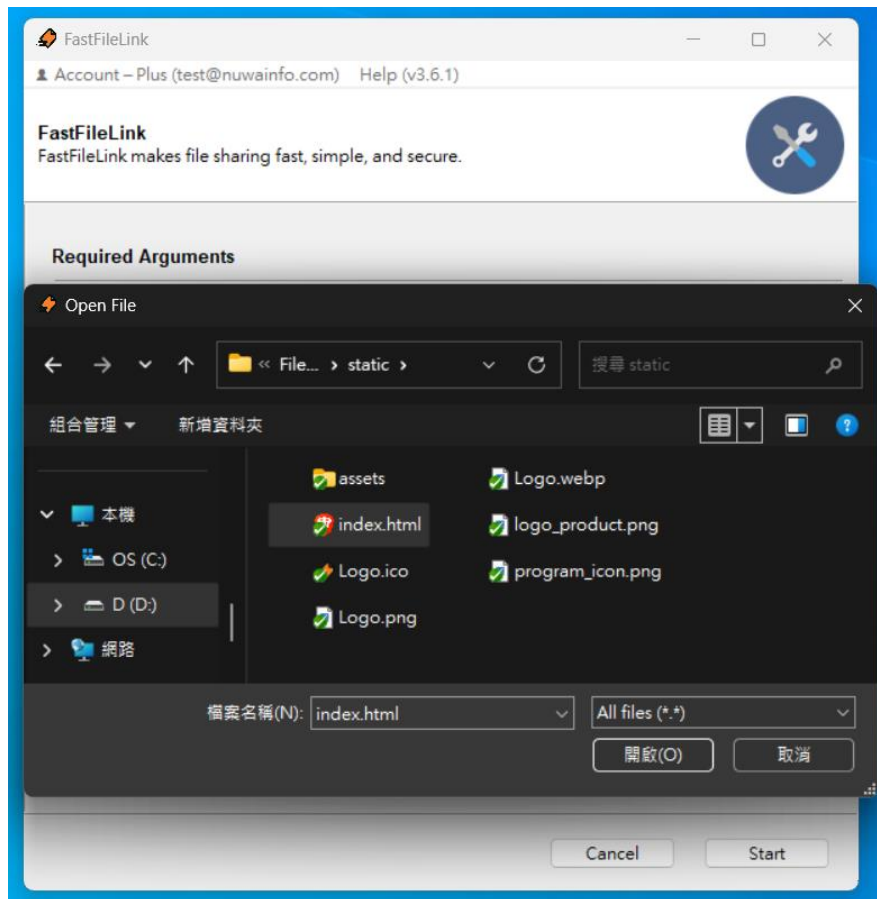 FastFileLink
Account – Plus (test@nuwainfo.com) Help (v3.6.1)
FastFileLink
FastFileLink makes file sharing fast, simple, and secure.
Required Arguments
Open File
« File... › static ›
搜尋 static
組合管理 新增資料夾
assets
index.html
Logo.ico
Logo.png
Logo.webp
logo_product.png
program_icon.png
本機
OS (C:)
D (D:)
網路
檔案名稱(N): index.html
All files (*.*)
開啟(O) 取消
Cancel Start